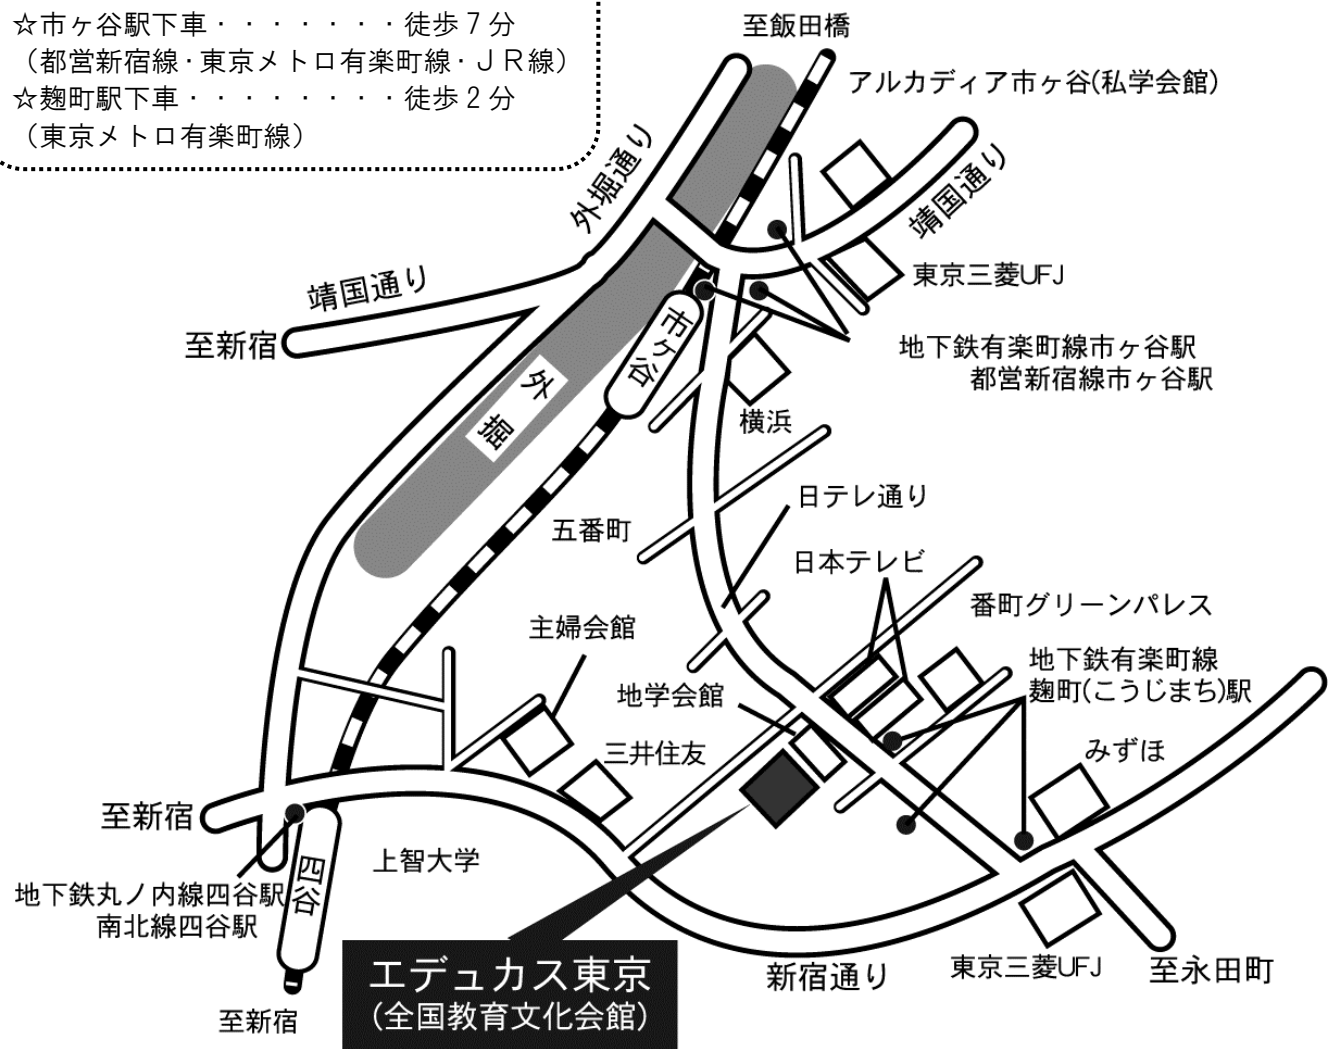 ☆市ヶ谷駅下車・・・・・・・・徒歩7分
（都営新宿線・東京メトロ有楽町線・ＪＲ線）
☆麹町駅下車・・・・・・・・・徒歩2分
（東京メトロ有楽町線）
至飯田橋
アルカディア市ヶ谷(私学会館)
外堀通り
靖国通り
靖国通り
東京三菱UFJ
至新宿
市ヶ谷
地下鉄有楽町線市ヶ谷駅
都営新宿線市ヶ谷駅
外堀
横浜
日テレ通り
五番町
日本テレビ
番町グリーンパレス
主婦会館
地下鉄有楽町線
麹町(こうじまち)駅
地学会館
三井住友
みずほ
至新宿
上智大学
四谷
地下鉄丸ノ内線四谷駅
南北線四谷駅
エデュカス東京
(全国教育文化会館)
新宿通り
東京三菱UFJ
至永田町
至新宿